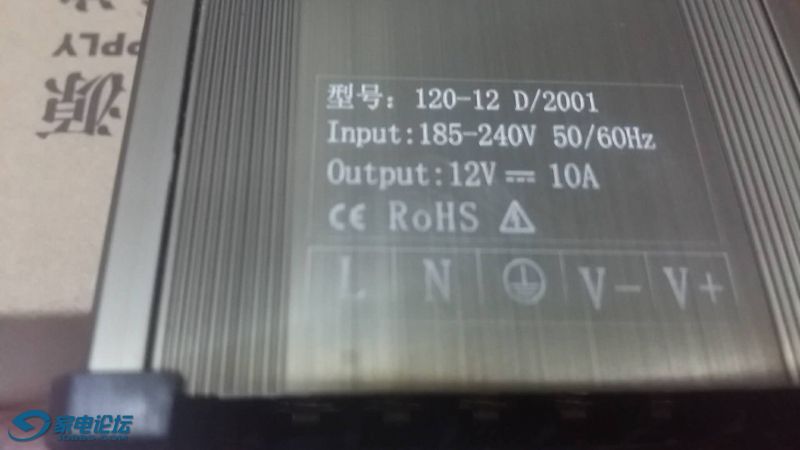 源
PPLY
型号：120-12 D/2001
Input:185-240V 50/60Hz
Output:12V⎓10A
CE RoHS
L N V- V+
家电论坛